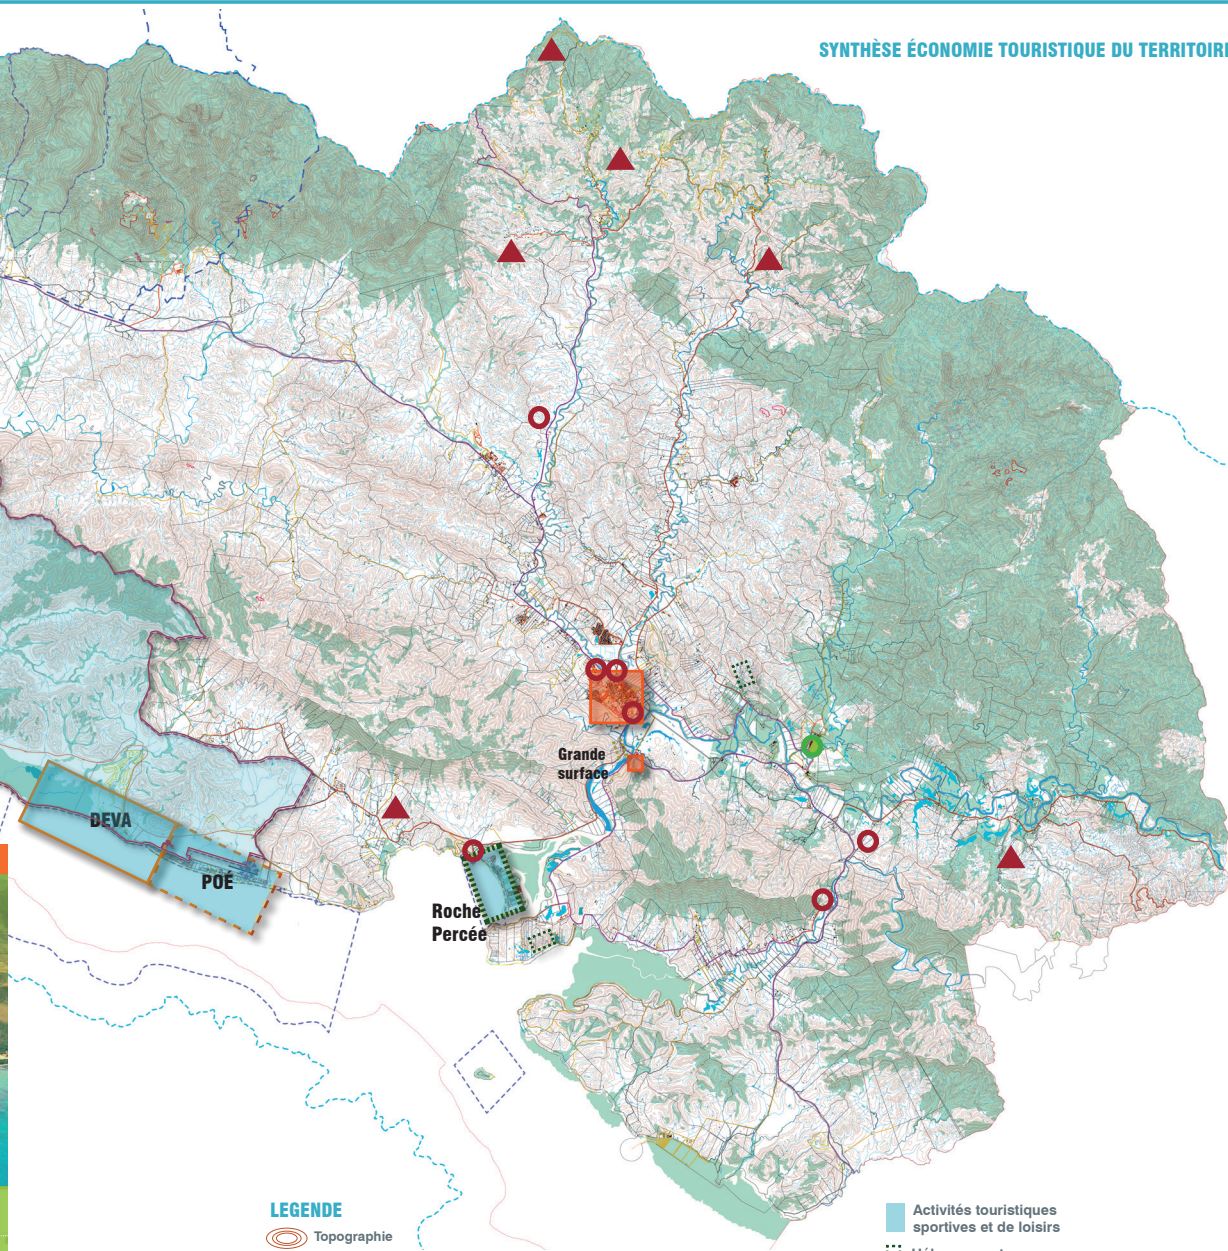 SYNTHÈSE ÉCONOMIE TOURISTIQUE DU TERRITOIRE
Grande
surface
DEVA
POÉ
Roche
Percée
LEGENDE
Topographie
Activités touristiques
sportives et de loisirs